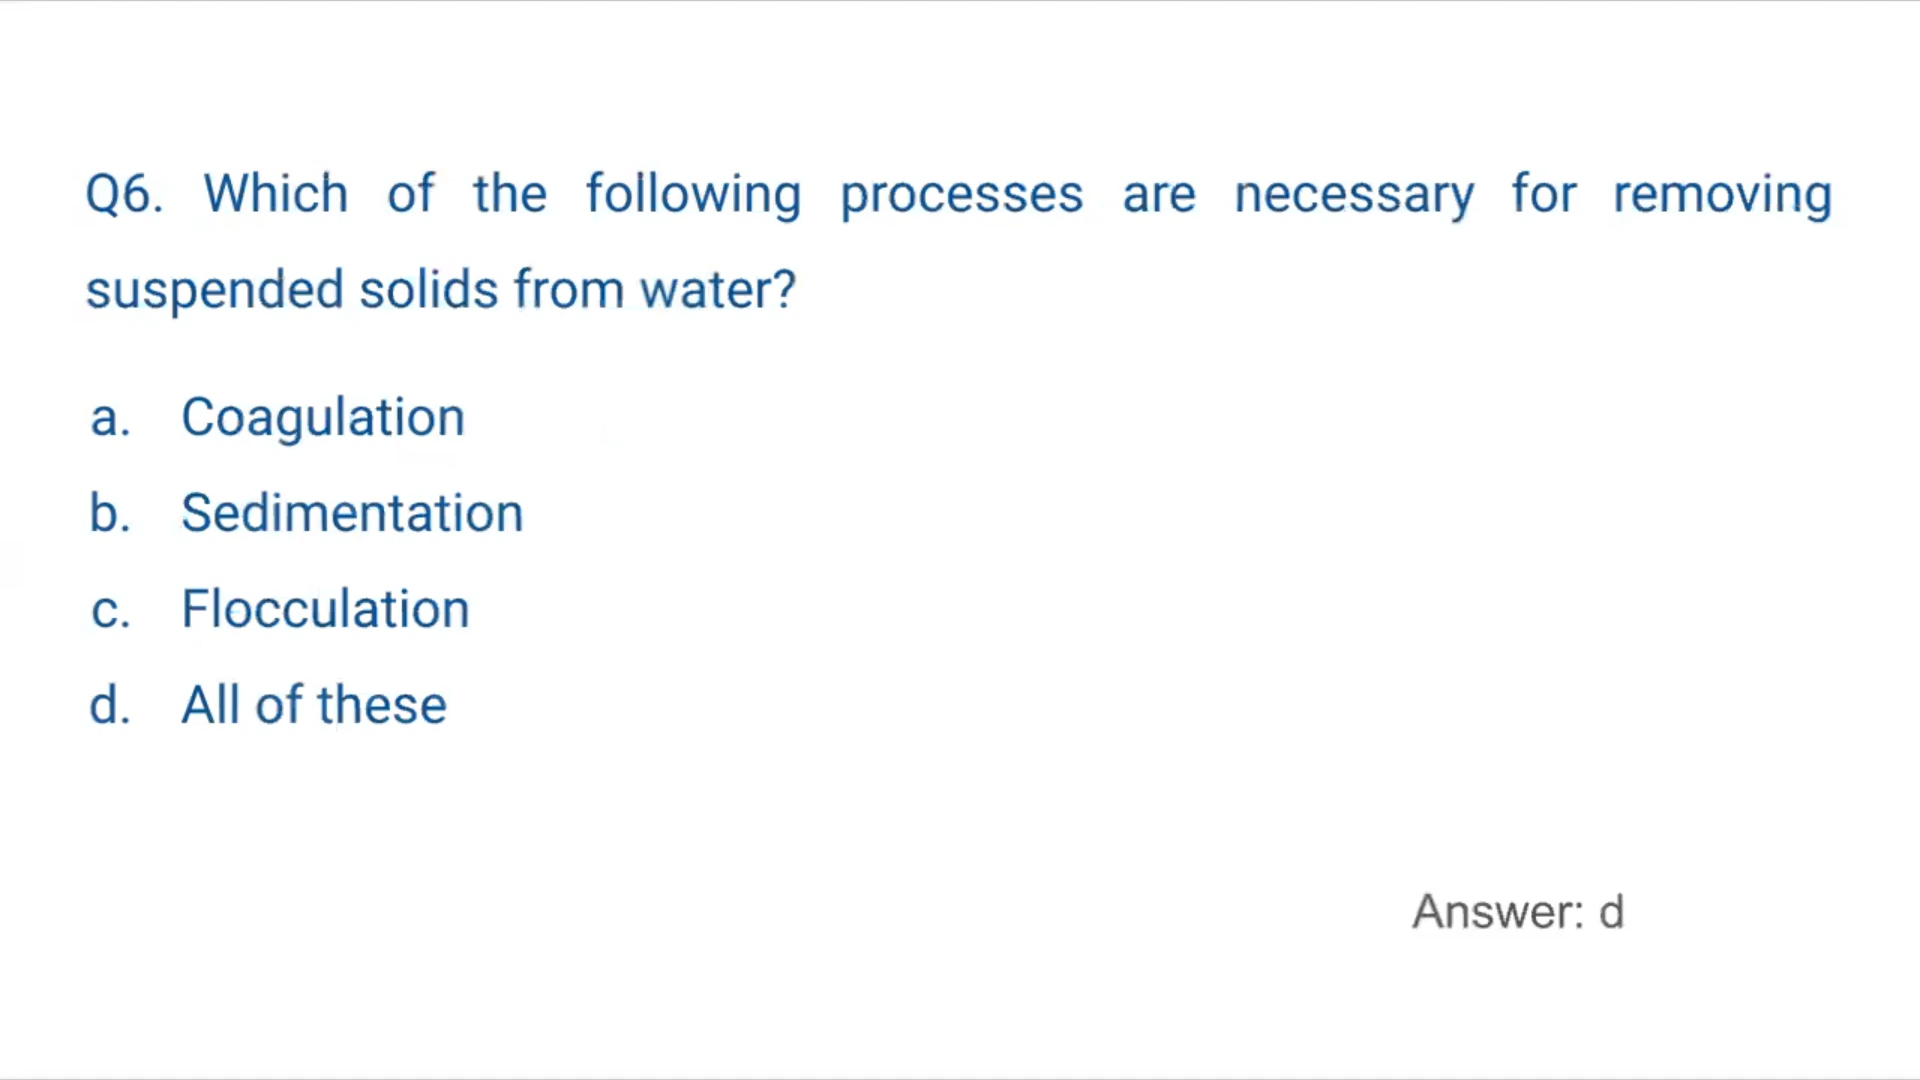 Q6. Which of the following processes are necessary for removing
suspended solids from water?
a. Coagulation
b. Sedimentation
c. Flocculation
d. All of these
Answer: d